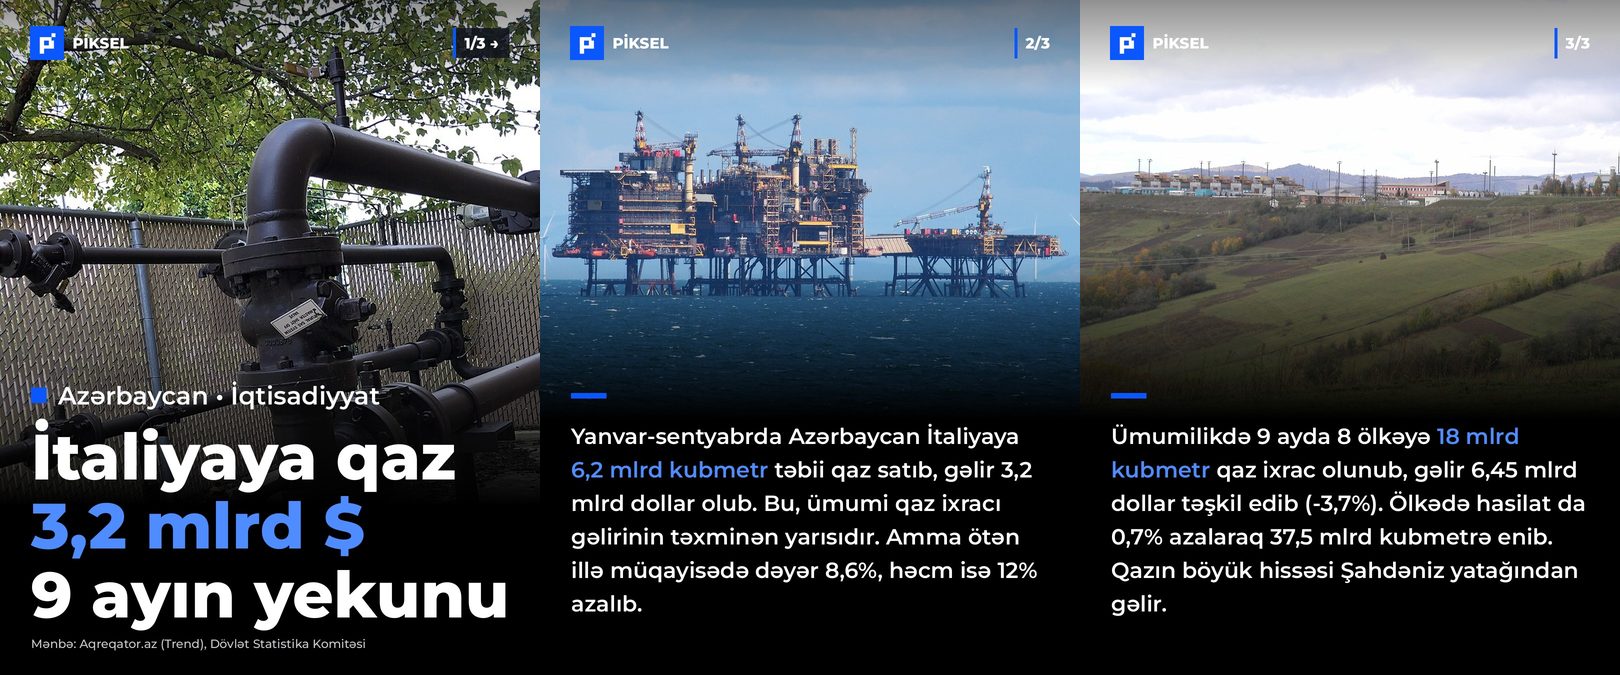 PİKSEL
1/3 →
Azərbaycan • İqtisadiyyat
İtaliyaya qaz
3,2 mlrd $
9 ayın yekunu
Mənbə: Aqreqator.az (Trend), Dövlət Statistika Komitəsi
PİKSEL
2/3
Yanvar-sentyabrda Azərbaycan İtaliyaya
6,2 mlrd kubmetr təbii qaz satıb, gəlir 3,2
mlrd dollar olub. Bu, ümumi qaz ixracı
gəlirinin təxminən yarısıdır. Amma ötən
illə müqayisədə dəyər 8,6%, həcm isə 12%
azalıb.
PİKSEL
3/3
Ümumilikdə 9 ayda 8 ölkəyə 18 mlrd
kubmetr qaz ixrac olunub, gəlir 6,45 mlrd
dollar təşkil edib (-3,7%). Ölkədə hasilat da
0,7% azalaraq 37,5 mlrd kubmetrə enib.
Qazın böyük hissəsi Şahdəniz yatağından
gəlir.